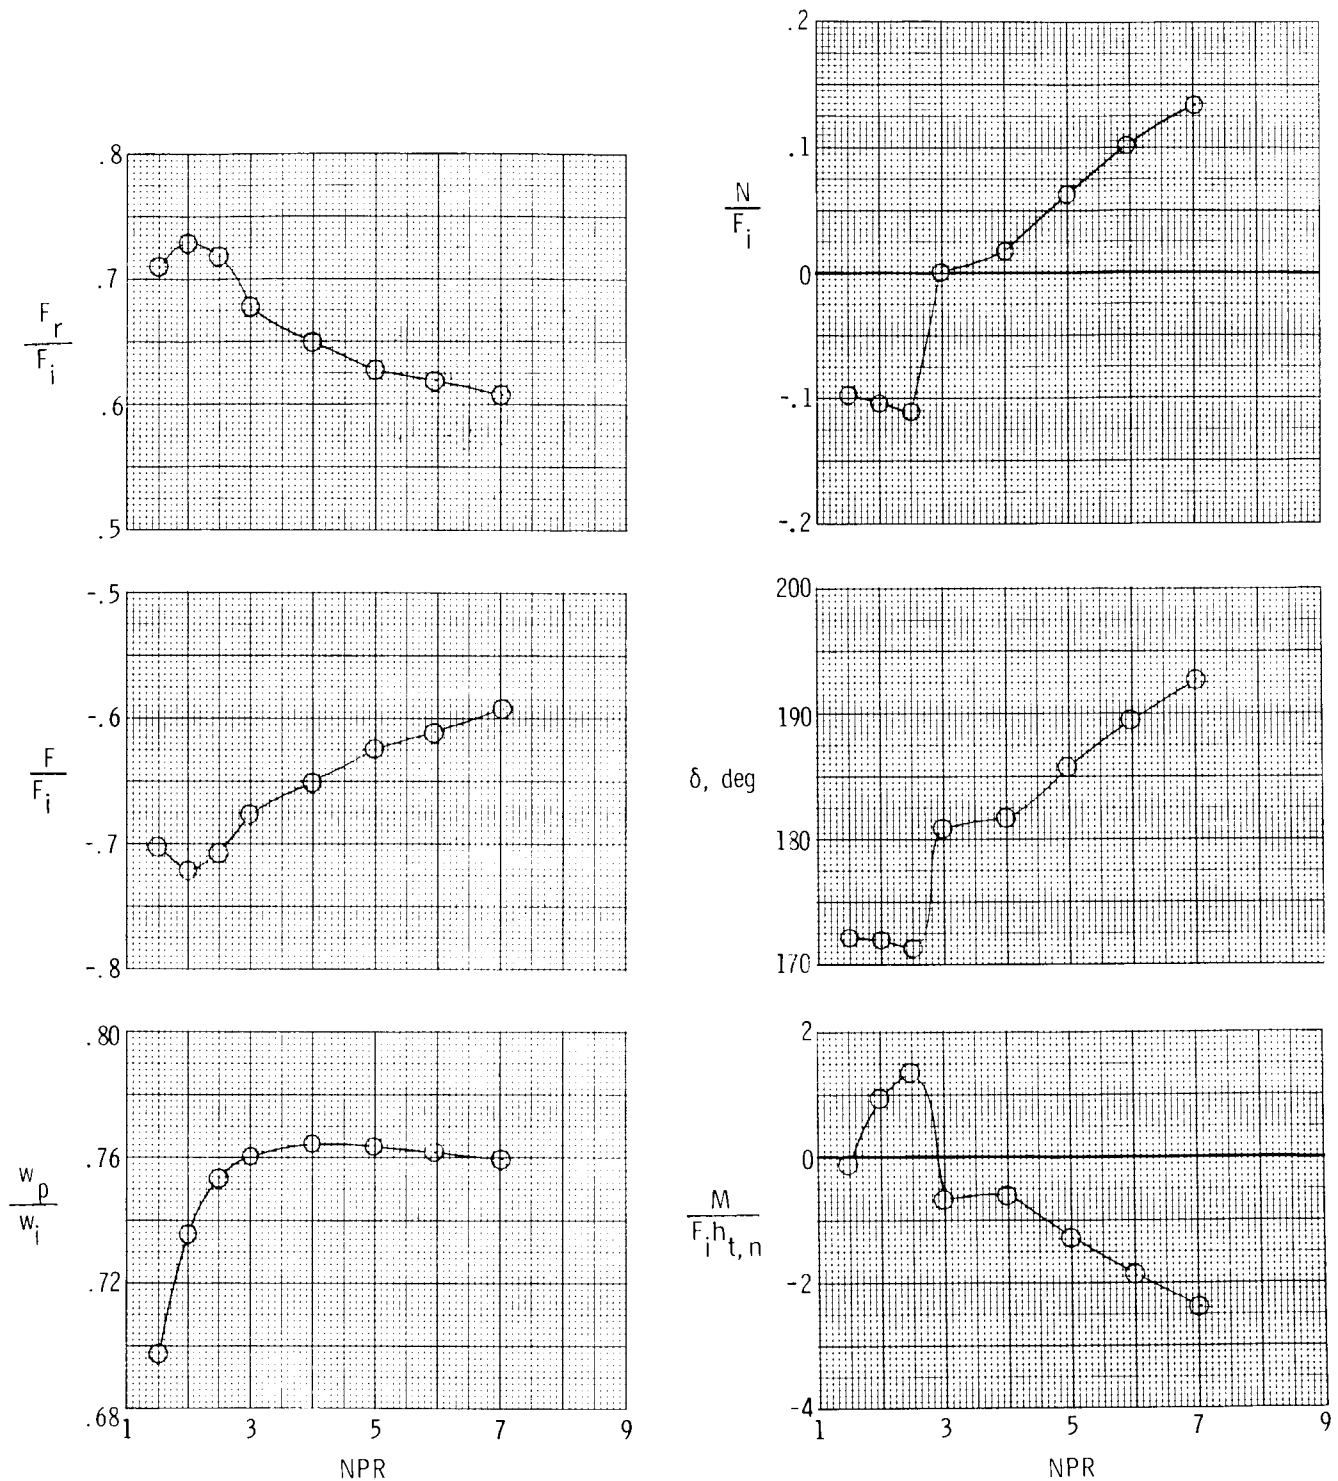 .8
.7
.6
.5
F_r
F_i
-.5
-.6
-.7
-.8
F
F_i
.80
.76
.72
.68
w_p
w_i
1 3 5 7 9
NPR
.2
.1
0
-.1
-.2
N
F_i
200
190
180
170
δ, deg
2
0
-2
-4
M
F_i h_t,n
1 3 5 7 9
NPR